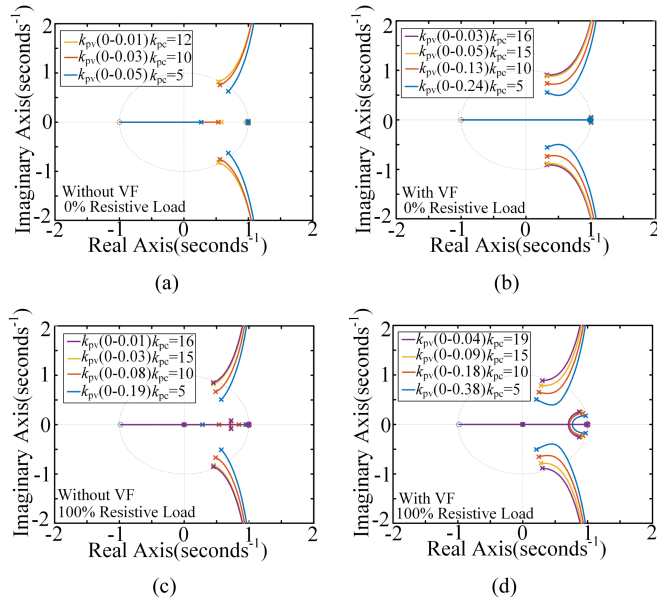 2
1
0
-1
-2
Imaginary Axis(seconds⁻¹)
kpv(0-0.01)kpc=12
kpv(0-0.03)kpc=10
kpv(0-0.05)kpc=5
Without VF
0% Resistive Load
-2 -1 0 1 2
Real Axis(seconds⁻¹)
(a)
2
1
0
-1
-2
Imaginary Axis(seconds⁻¹)
kpv(0-0.03)kpc=16
kpv(0-0.05)kpc=15
kpv(0-0.13)kpc=10
kpv(0-0.24)kpc=5
With VF
0% Resistive Load
-2 -1 0 1 2
Real Axis(seconds⁻¹)
(b)
2
1
0
-1
-2
Imaginary Axis(seconds⁻¹)
kpv(0-0.01)kpc=16
kpv(0-0.03)kpc=15
kpv(0-0.08)kpc=10
kpv(0-0.19)kpc=5
Without VF
100% Resistive Load
-2 -1 0 1 2
Real Axis(seconds⁻¹)
(c)
2
1
0
-1
-2
Imaginary Axis(seconds⁻¹)
kpv(0-0.04)kpc=19
kpv(0-0.09)kpc=15
kpv(0-0.18)kpc=10
kpv(0-0.38)kpc=5
With VF
100% Resistive Load
-2 -1 0 1 2
Real Axis(seconds⁻¹)
(d)